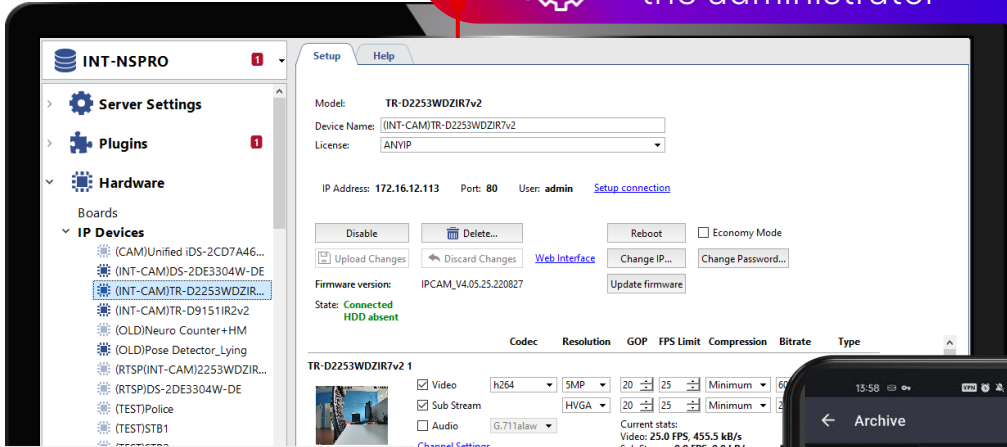 the administrator
INT-NSPRO 1
Setup Help
Server Settings
Plugins 1
Hardware
Boards
IP Devices
(CAM)Unified iDS-2CD7A46...
(INT-CAM)DS-2DE3304W-DE
(INT-CAM)TR-D2253WDZIR...
(INT-CAM)TR-D9151IR2v2
(OLD)Neuro Counter+HM
(OLD)Pose Detector_Lying
(RTSP(INT-CAM)2253WDZIR...
(RTSP)DS-2DE3304W-DE
(TEST)Police
(TEST)STB1
(TEST)STB2
Model: TR-D2253WDZIR7v2
Device Name: (INT-CAM)TR-D2253WDZIR7v2
License: ANYIP
IP Address: 172.16.12.113 Port: 80 User: admin Setup connection
Disable Delete... Reboot Economy Mode
Upload Changes Discard Changes Web Interface Change IP... Change Password...
Firmware version: IPCAM_V4.05.25.220827 Update firmware
State: Connected
HDD absent
Codec Resolution GOP FPS Limit Compression Bitrate Type
TR-D2253WDZIR7v2 1
Video h264 5MP 20 25 Minimum
Sub Stream HVGA 20 25 Minimum
Audio G.711alaw Current stats:
Video: 25.0 FPS, 455.5 kB/s
Channel Settings
13:58 VPN
Archive